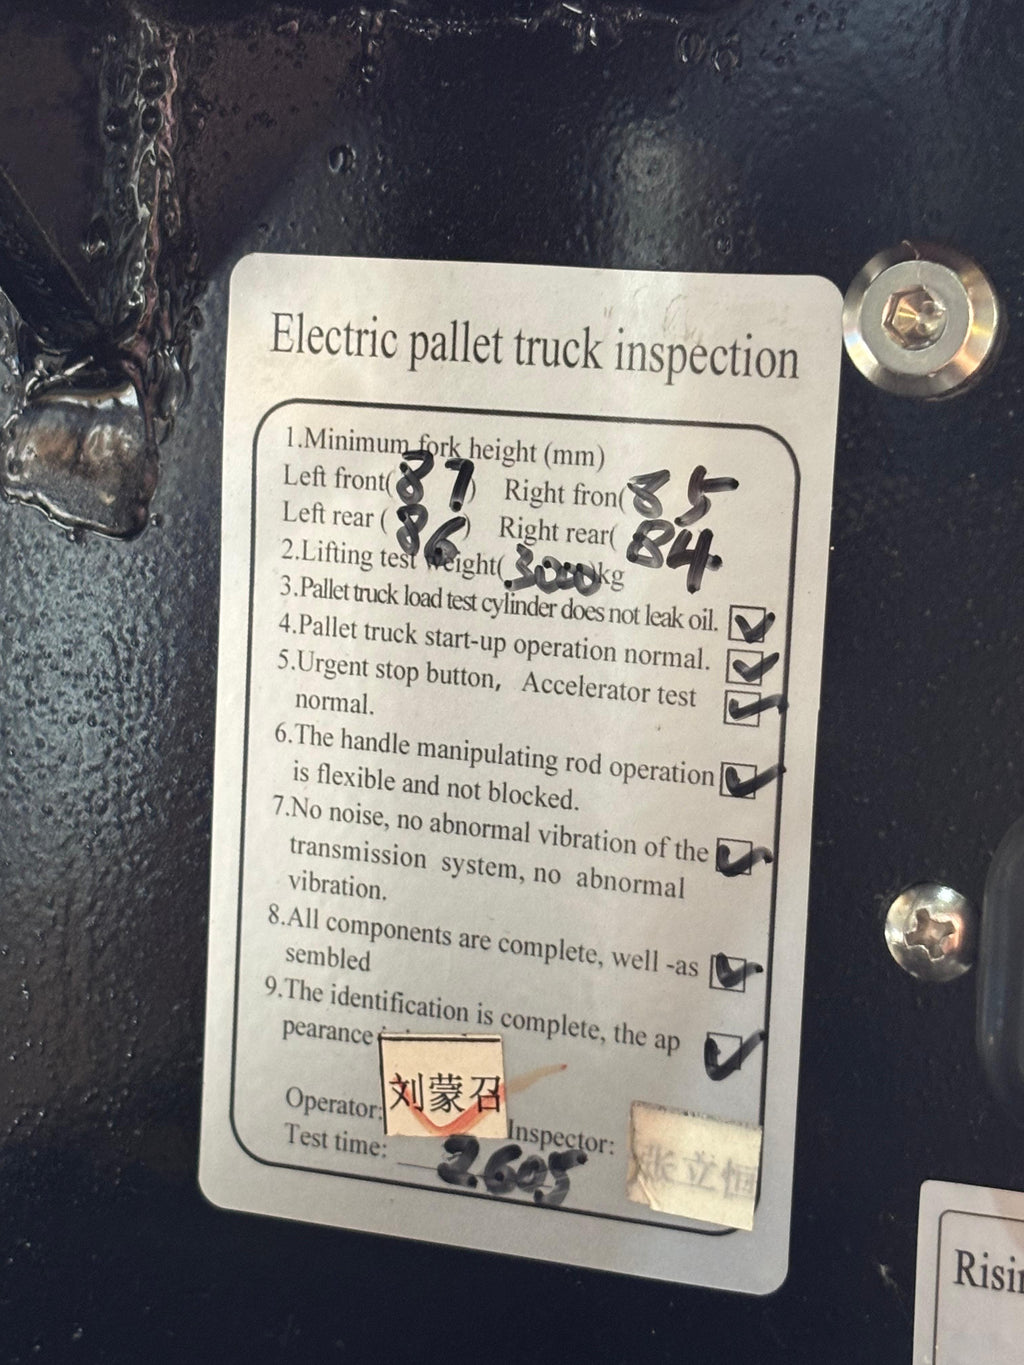 Electric pallet truck inspection
1.Minimum fork height (mm)
Left front(87) Right fron(85
Left rear (86) Right rear(84
2.Lifting test weight(3000)kg
3.Pallet truck load test cylinder does not leak oil.
4.Pallet truck start-up operation normal.
5.Urgent stop button, Accelerator test
normal.
6.The handle manipulating rod operation
is flexible and not blocked.
7.No noise, no abnormal vibration of the
transmission system, no abnormal
vibration.
8.All components are complete, well -as
sembled
9.The identification is complete, the ap
pearance
Operator: 刘蒙召 Inspector: 张立恒
Test time: 2605
Risin